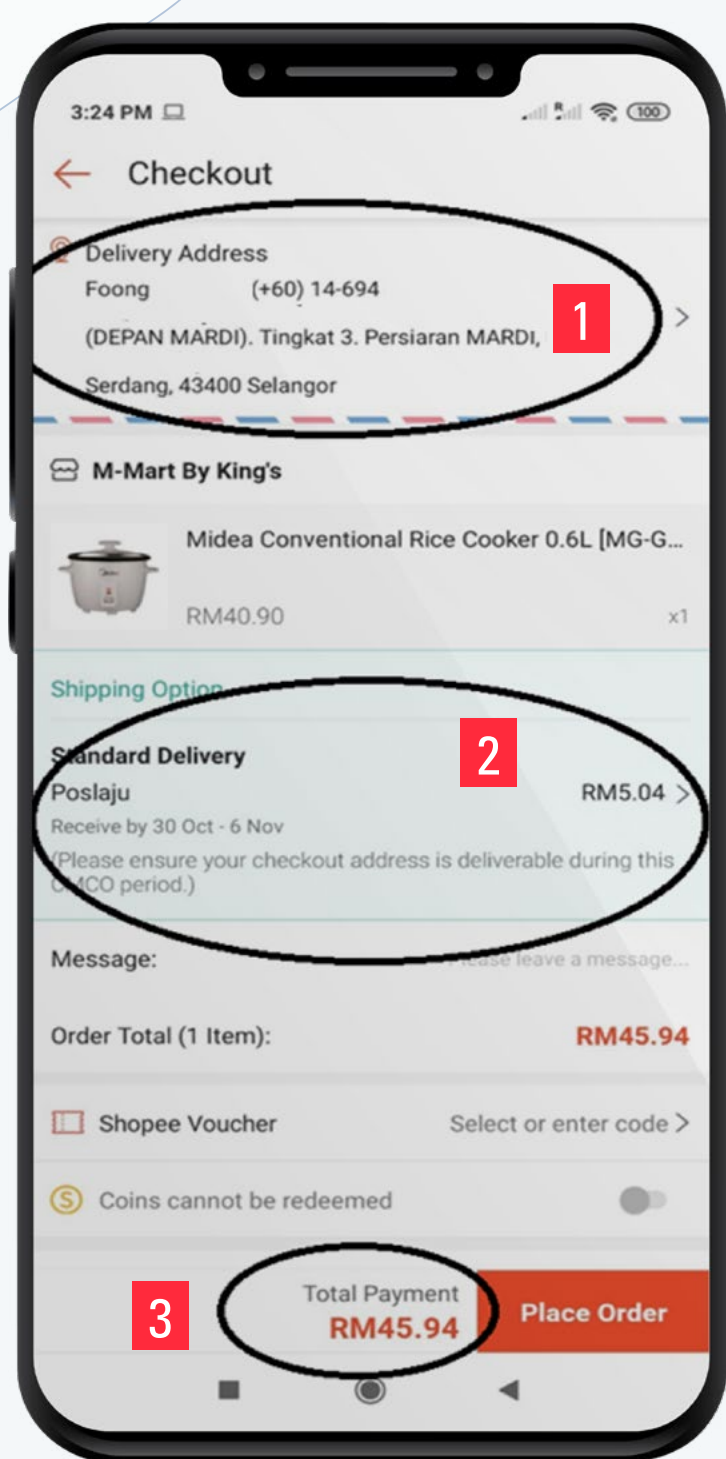 3:24 PM
R
100
Checkout
Delivery Address
Foong (+60) 14-694
1
(DEPAN MARDI). Tingkat 3. Persiaran MARDI,
Serdang, 43400 Selangor
M-Mart By King's
Midea Conventional Rice Cooker 0.6L [MG-G...
RM40.90 x1
Shipping Option
2
Standard Delivery
Poslaju RM5.04
Receive by 30 Oct - 6 Nov
(Please ensure your checkout address is deliverable during this
CMCO period.)
Message: Please leave a message...
Order Total (1 Item): RM45.94
Shopee Voucher Select or enter code
S Coins cannot be redeemed
3
Total Payment
RM45.94
Place Order